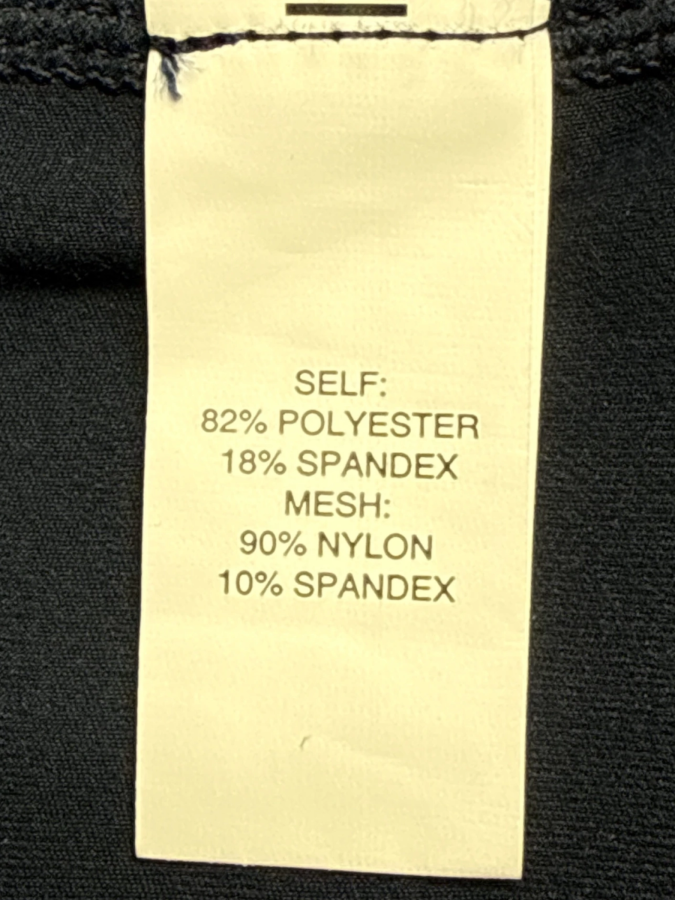 SELF:
82% POLYESTER
18% SPANDEX
MESH:
90% NYLON
10% SPANDEX